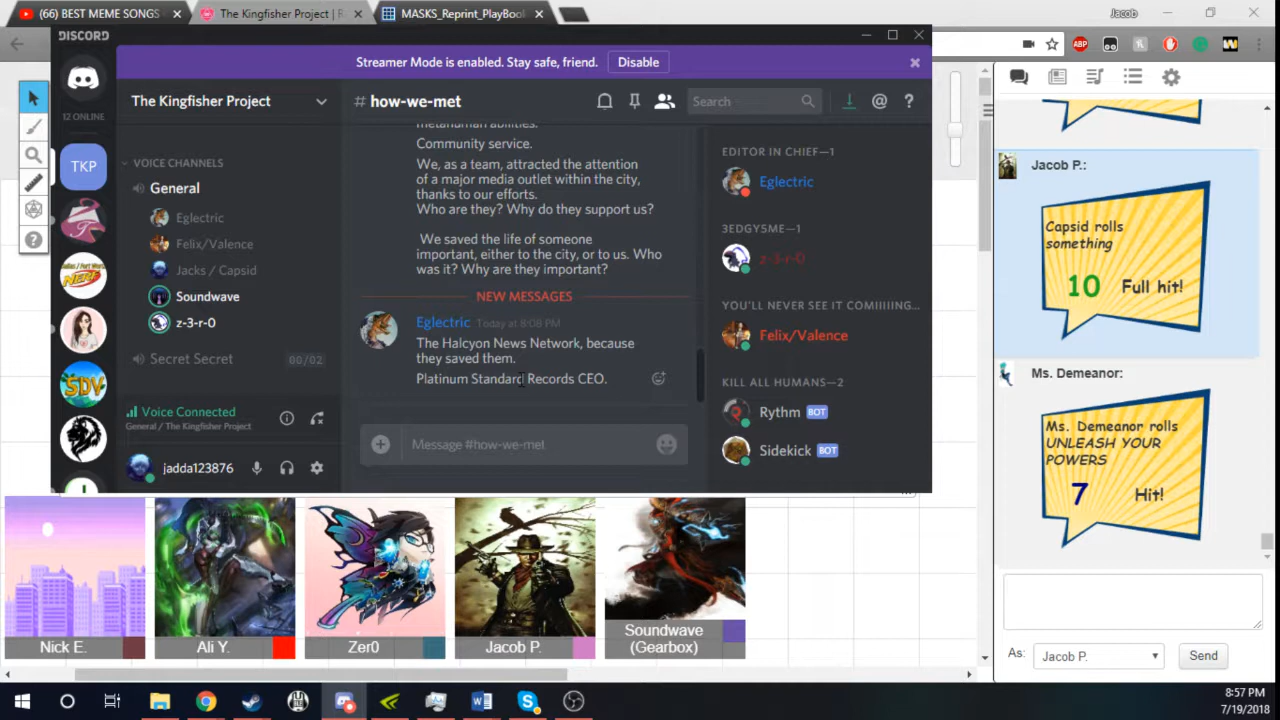 (66) BEST MEME SONGS
The Kingfisher Project | R
MASKS_Reprint_PlayBook
Jacob
DISCORD
Streamer Mode is enabled. Stay safe, friend.
Disable
The Kingfisher Project
# how-we-met
Search
12 ONLINE
TKP
VOICE CHANNELS
General
Eglectric
Felix/Valence
Jacks / Capsid
Soundwave
z-3-r-0
Secret Secret
00/02
Voice Connected
General / The Kingfisher Project
jadda123876
SDV
metahuman abilities.
Community service.
We, as a team, attracted the attention
of a major media outlet within the city,
thanks to our efforts.
Who are they? Why do they support us?
We saved the life of someone
important, either to the city, or to us. Who
was it? Why are they important?
NEW MESSAGES
Eglectric Today at 8:08 PM
The Halcyon News Network, because
they saved them.
Platinum Standard Records CEO.
Message #how-we-met
EDITOR IN CHIEF—1
Eglectric
3EDGY5ME—1
z-3-r-0
YOU'LL NEVER SEE IT COMIIIIING...
Felix/Valence
KILL ALL HUMANS—2
Rythm BOT
Sidekick BOT
ABP
Jacob P.:
Capsid rolls
something
10 Full hit!
Ms. Demeanor:
Ms. Demeanor rolls
UNLEASH YOUR
POWERS
7 Hit!
As:
Jacob P.
Send
Nick E.
Ali Y.
Zer0
Jacob P.
Soundwave
(Gearbox)
8:57 PM
7/19/2018